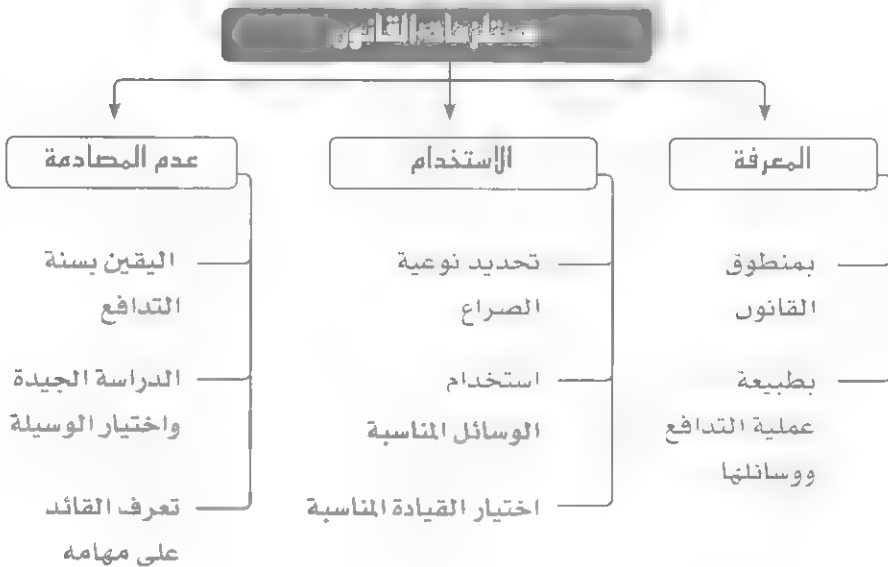 مستلزمات القانون
المعرفة
بمنطوق
القانون
بطبيعة
عملية التدافع
ووسائلها
الاستخدام
تحديد نوعية
الصراع
استخدام
الوسائل المناسبة
اختيار القيادة المناسبة
عدم المصادمة
اليقين بسنة
التدافع
الدراسة الجيدة
واختيار الوسيلة
تعرف القائد
على مهامه